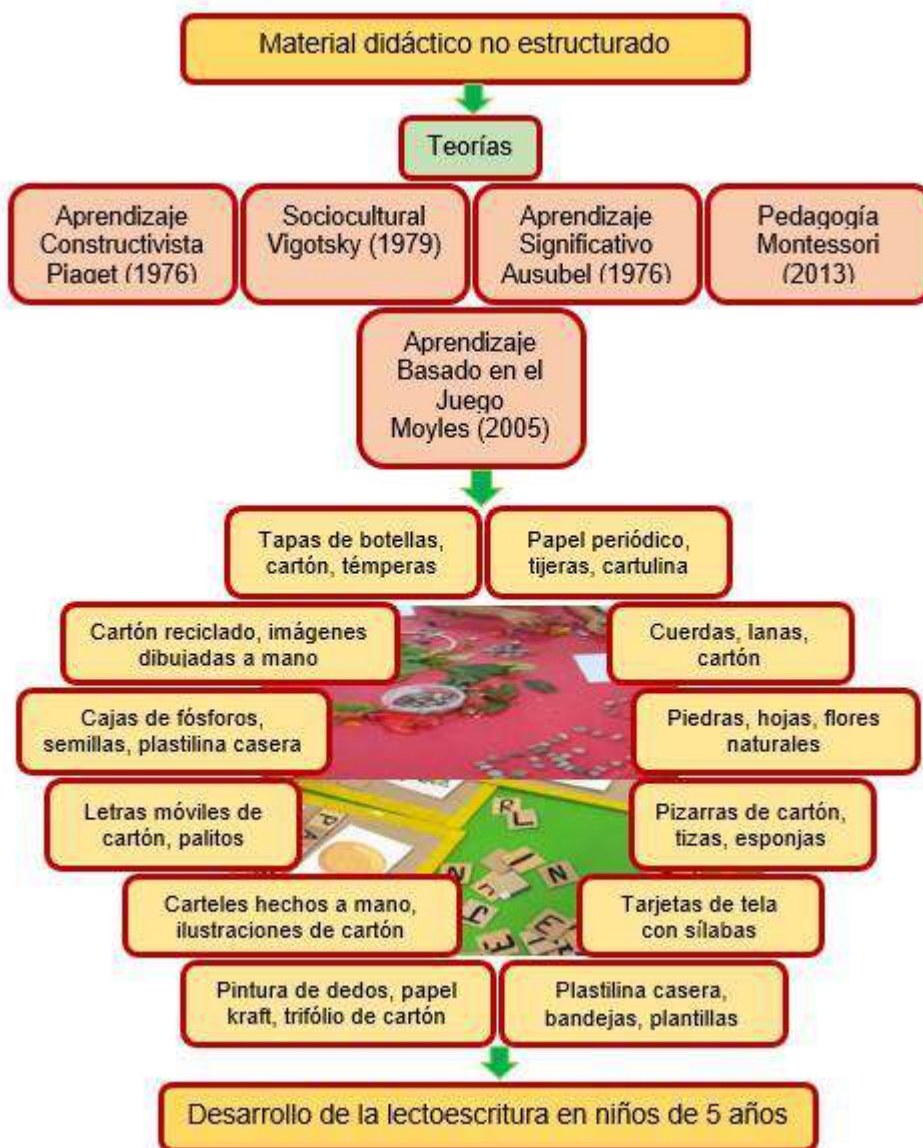 Material didáctico no estructurado
Teorías
Aprendizaje
Constructivista
Piaget (1976)
Sociocultural
Vigotsky (1979)
Aprendizaje
Significativo
Ausubel (1976)
Pedagogía
Montessori
(2013)
Aprendizaje
Basado en el
Juego
Moyles (2005)
Tapas de botellas,
cartón, témperas
Papel periódico,
tijeras, cartulina
Cartón reciclado, imágenes
dibujadas a mano
Cuerdas, lanas,
cartón
Cajas de fósforos,
semillas, plastilina casera
Piedras, hojas, flores
naturales
Letras móviles de
cartón, palitos
Pizarras de cartón,
tizas, esponjas
Carteles hechos a mano,
ilustraciones de cartón
Tarjetas de tela
con sílabas
Pintura de dedos, papel
kraft, trifólio de cartón
Plastilina casera,
bandejas, plantillas
Desarrollo de la lectoescritura en niños de 5 años